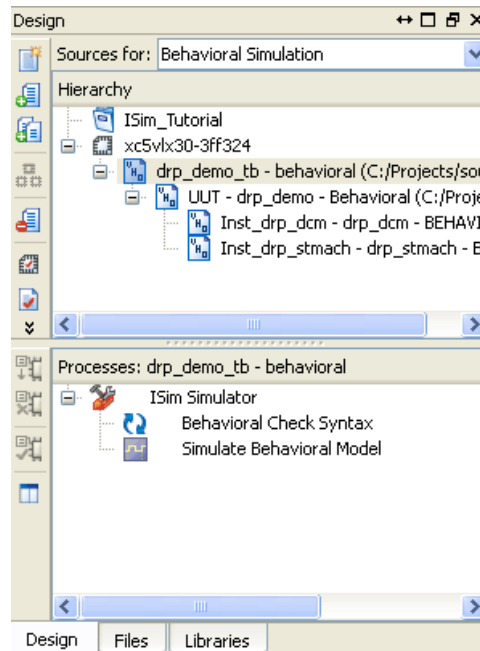 Design
Sources for: Behavioral Simulation
Hierarchy
ISim_Tutorial
xc5vlx30-3ff324
drp_demo_tb - behavioral (C:/Projects/sou
UUT - drp_demo - Behavioral (C:/Proje
Inst_drp_dcm - drp_dcm - BEHAVI
Inst_drp_stmach - drp_stmach - B
Processes: drp_demo_tb - behavioral
ISim Simulator
Behavioral Check Syntax
Simulate Behavioral Model
Design Files Libraries